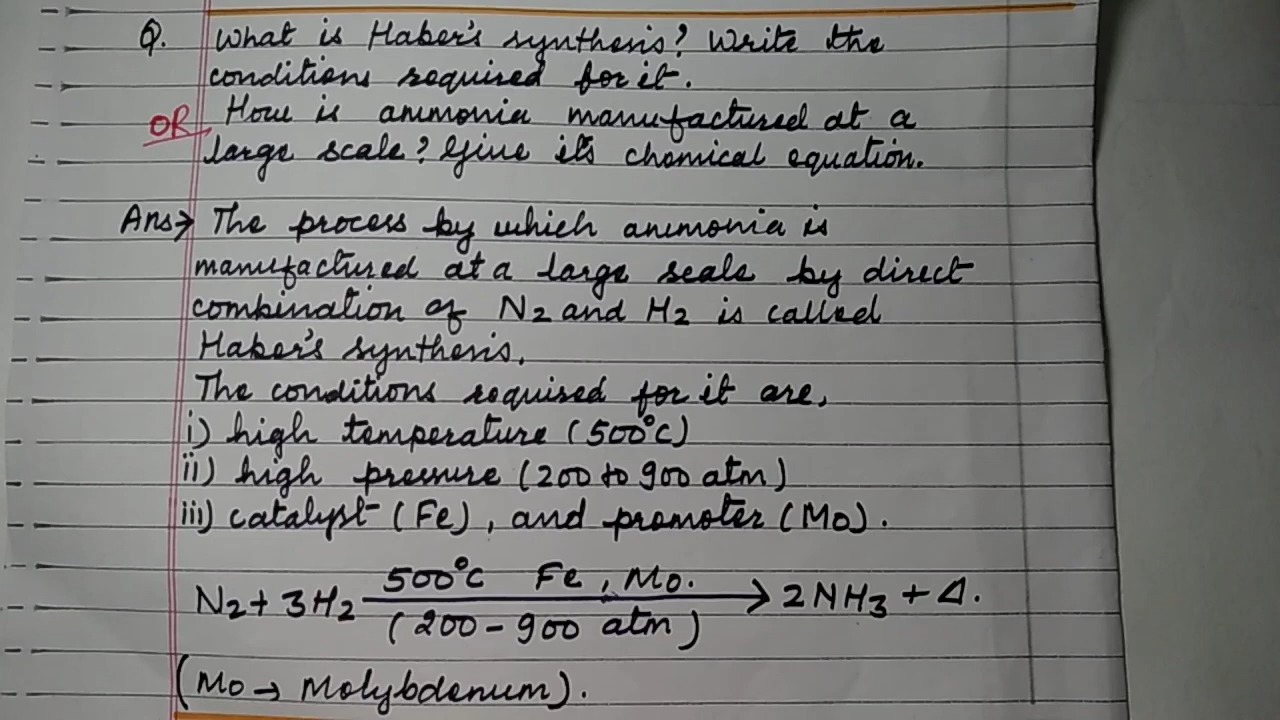 Q. What is Haber's synthesis? Write the
conditions required for it.
OR How is ammonia manufactured at a
large scale? Give it's chemical equation.
Ans→ The process by which ammonia is
manufactured at a large scale by direct
combination of N2 and H2 is called
Haber's synthesis.
The conditions required for it are,
i) high temperature (500°C)
ii) high pressure (200 to 900 atm)
iii) catalyst (Fe), and promoter (Mo).
500°C Fe, Mo.
N2 + 3H2 → 2NH3 + Δ.
(200 - 900 atm)
(Mo → Molybdenum).